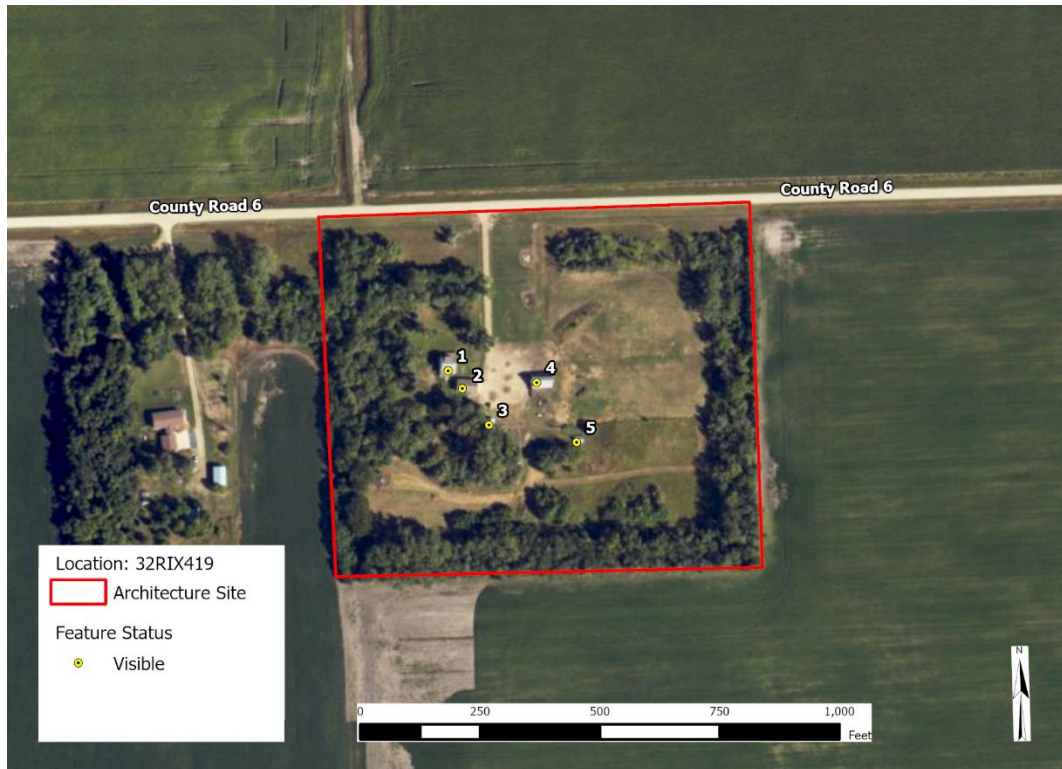 County Road 6
County Road 6
1
2
4
3
5
Location: 32RIX419
Architecture Site
Feature Status
Visible
N
0 250 500 750 1,000
Feet